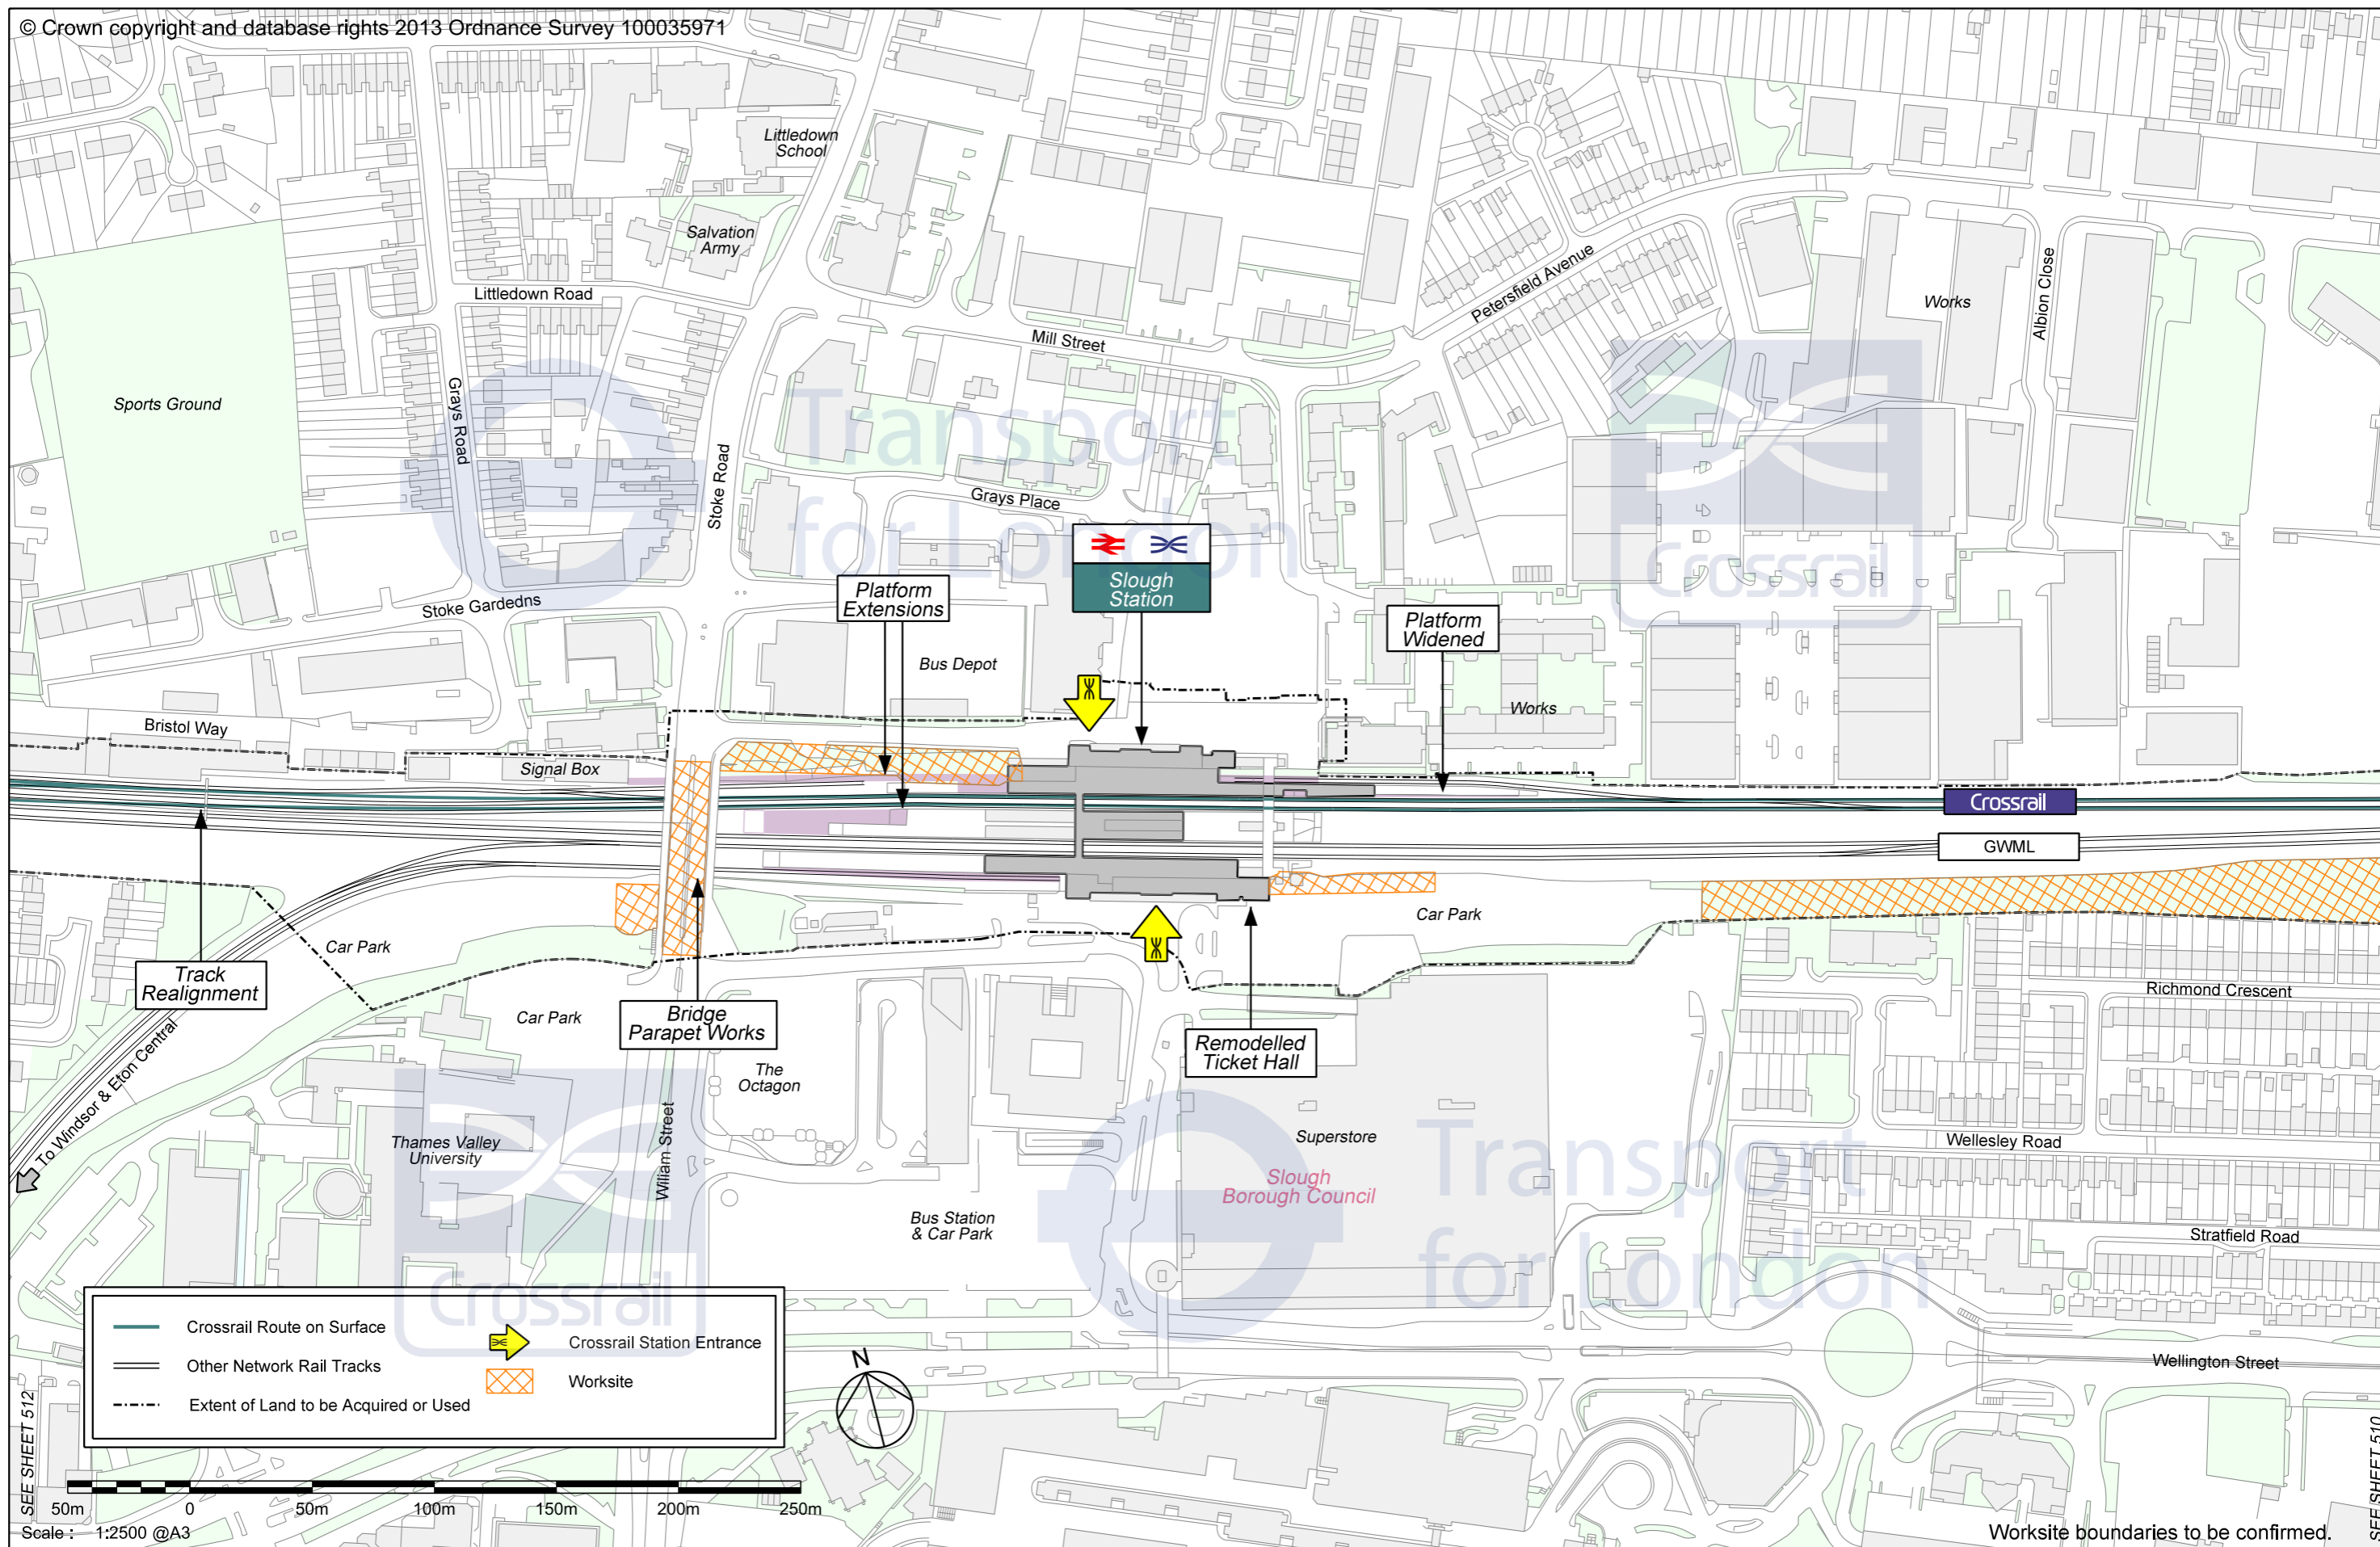 © Crown copyright and database rights 2013 Ordnance Survey 100035971
Littledown
School
Salvation
Army
Littledown Road
Sports Ground
Grays Road
Stoke Road
Mill Street
Petersfield Avenue
Works
Albion Close
Transport
for London
Crossrail
Grays Place
Slough
Station
Stoke Gardedns
Platform
Extensions
Platform
Widened
Bus Depot
Works
Bristol Way
Signal Box
Crossrail
GWML
Car Park
Car Park
Track
Realignment
Car Park
Bridge
Parapet Works
Remodelled
Ticket Hall
Richmond Crescent
To Windsor & Eton Central
The
Octagon
William Street
Thames Valley
University
Superstore
Slough
Borough Council
Transport
for London
Wellesley Road
Bus Station
& Car Park
Stratfield Road
Crossrail
Crossrail Route on Surface
Other Network Rail Tracks
Extent of Land to be Acquired or Used
Crossrail Station Entrance
Worksite
N
Wellington Street
SEE SHEET 512
SEE SHEET 510
50m 0 50m 100m 150m 200m 250m
Scale : 1:2500 @A3
Worksite boundaries to be confirmed.